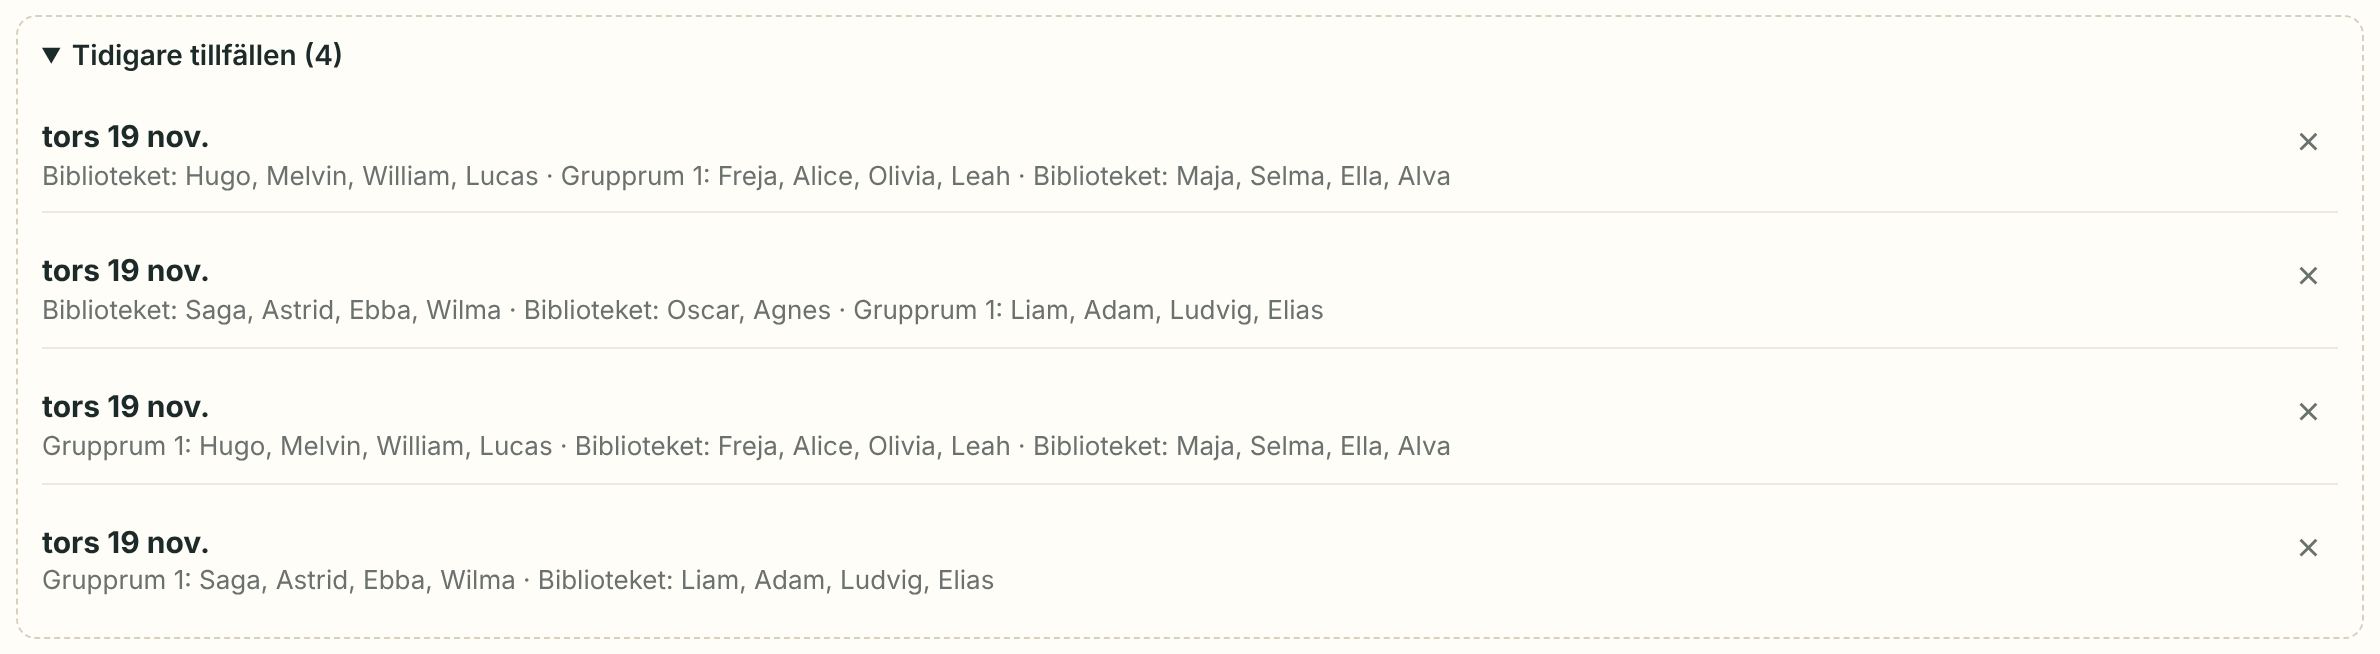 ▼ Tidigare tillfällen (4)
tors 19 nov.
Biblioteket: Hugo, Melvin, William, Lucas · Grupprum 1: Freja, Alice, Olivia, Leah · Biblioteket: Maja, Selma, Ella, Alva
tors 19 nov.
Biblioteket: Saga, Astrid, Ebba, Wilma · Biblioteket: Oscar, Agnes · Grupprum 1: Liam, Adam, Ludvig, Elias
tors 19 nov.
Grupprum 1: Hugo, Melvin, William, Lucas · Biblioteket: Freja, Alice, Olivia, Leah · Biblioteket: Maja, Selma, Ella, Alva
tors 19 nov.
Grupprum 1: Saga, Astrid, Ebba, Wilma · Biblioteket: Liam, Adam, Ludvig, Elias